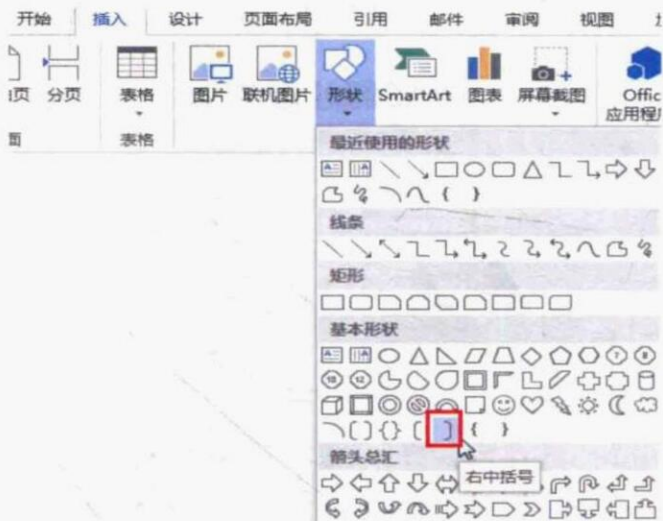 开始 插入 设计 页面布局 引用 邮件 审阅 视图
页 分页 表格 图片 联机图片 形状 SmartArt 图表 屏幕截图 Offic
应用程
面 表格
最近使用的形状
线条
矩形
基本形状
箭头总汇
右中括号